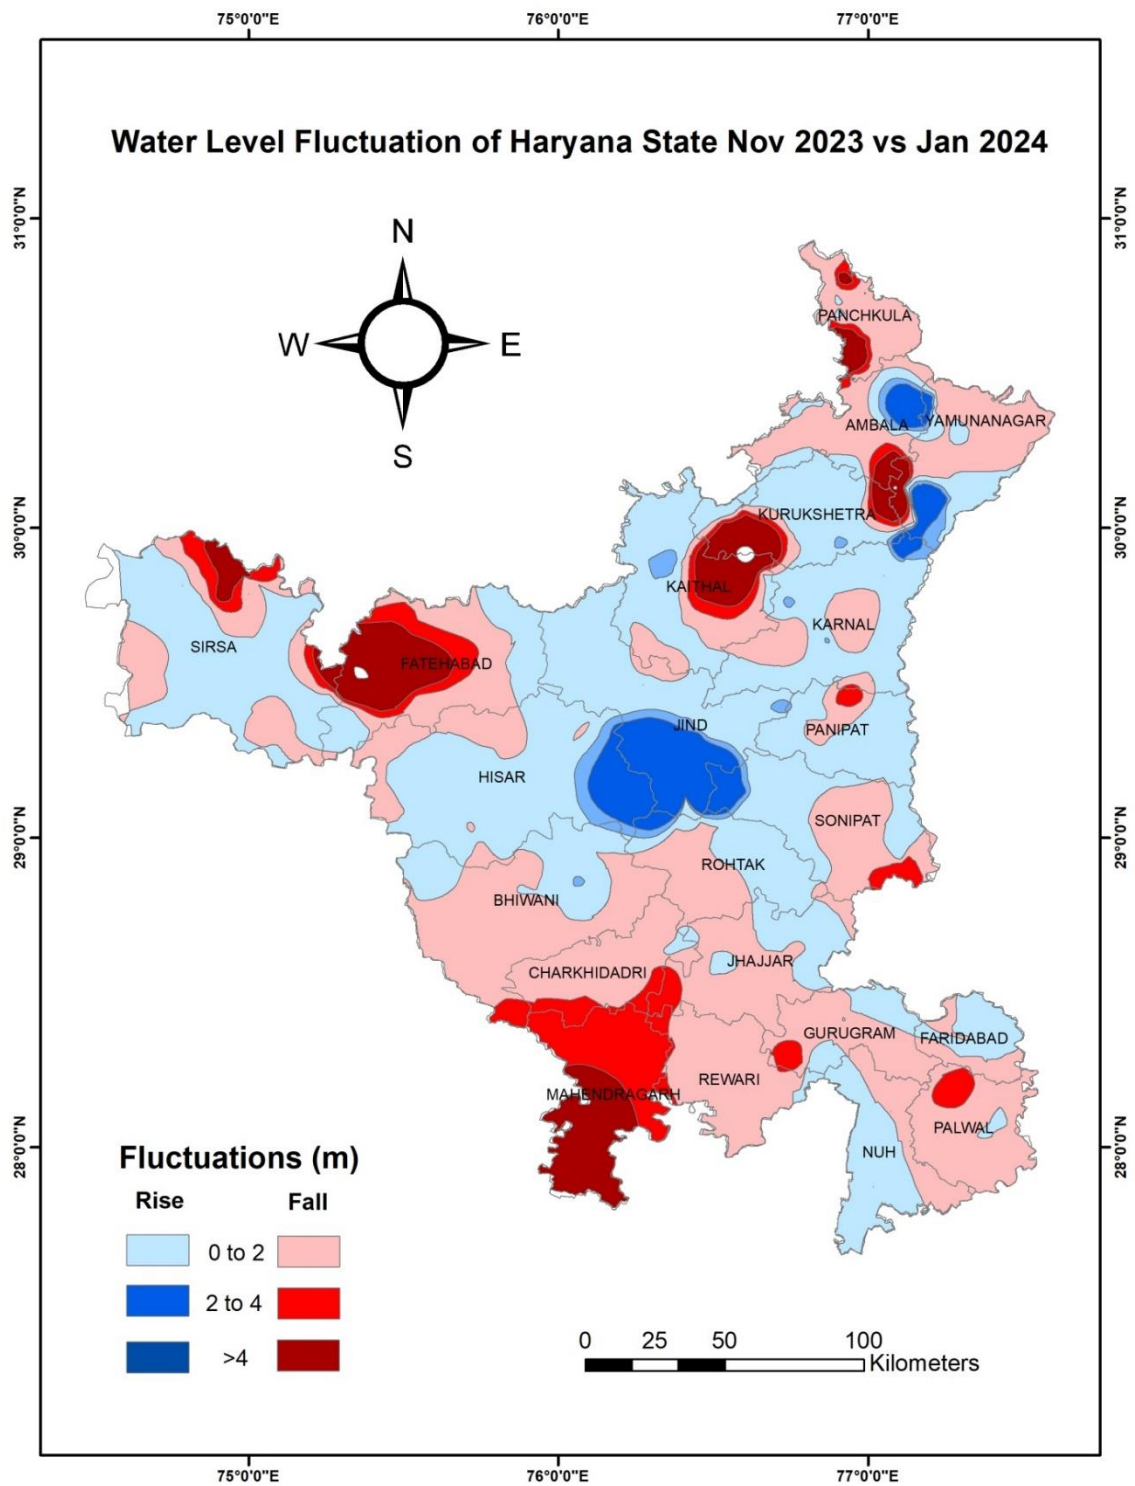 75°0'0"E 76°0'0"E 77°0'0"E
Water Level Fluctuation of Haryana State Nov 2023 vs Jan 2024
31°0'0"N 31°0'0"N
N
W E
S
PANCHKULA
AMBALA YAMUNANAGAR
KURUKSHETRA
30°0'0"N 30°0'0"N
KAITHAL
KARNAL
SIRSA
FATEHABAD
JIND
PANIPAT
HISAR
SONIPAT
29°0'0"N 29°0'0"N
ROHTAK
BHIWANI
JHAJJAR
CHARKHIDADRI
GURUGRAM
FARIDABAD
REWARI
MAHENDRAGARH
PALWAL
28°0'0"N 28°0'0"N
NUH
Fluctuations (m)
Rise Fall
0 to 2
2 to 4
>4
0 25 50 100
Kilometers
75°0'0"E 76°0'0"E 77°0'0"E